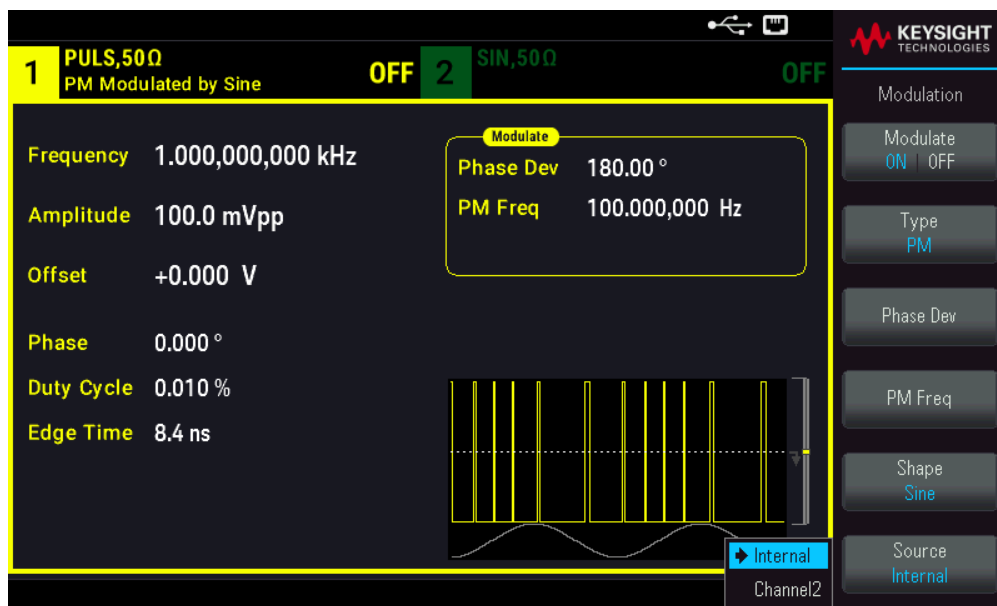 KEYSIGHT
TECHNOLOGIES
1
PULS,50Ω
PM Modulated by Sine
OFF
2
SIN,50Ω
OFF
Modulation
Frequency 1.000,000,000 kHz
Amplitude 100.0 mVpp
Offset +0.000 V
Phase 0.000 °
Duty Cycle 0.010 %
Edge Time 8.4 ns
Modulate
Phase Dev 180.00 °
PM Freq 100.000,000 Hz
Internal
Channel2
Modulate
ON | OFF
Type
PM
Phase Dev
PM Freq
Shape
Sine
Source
Internal